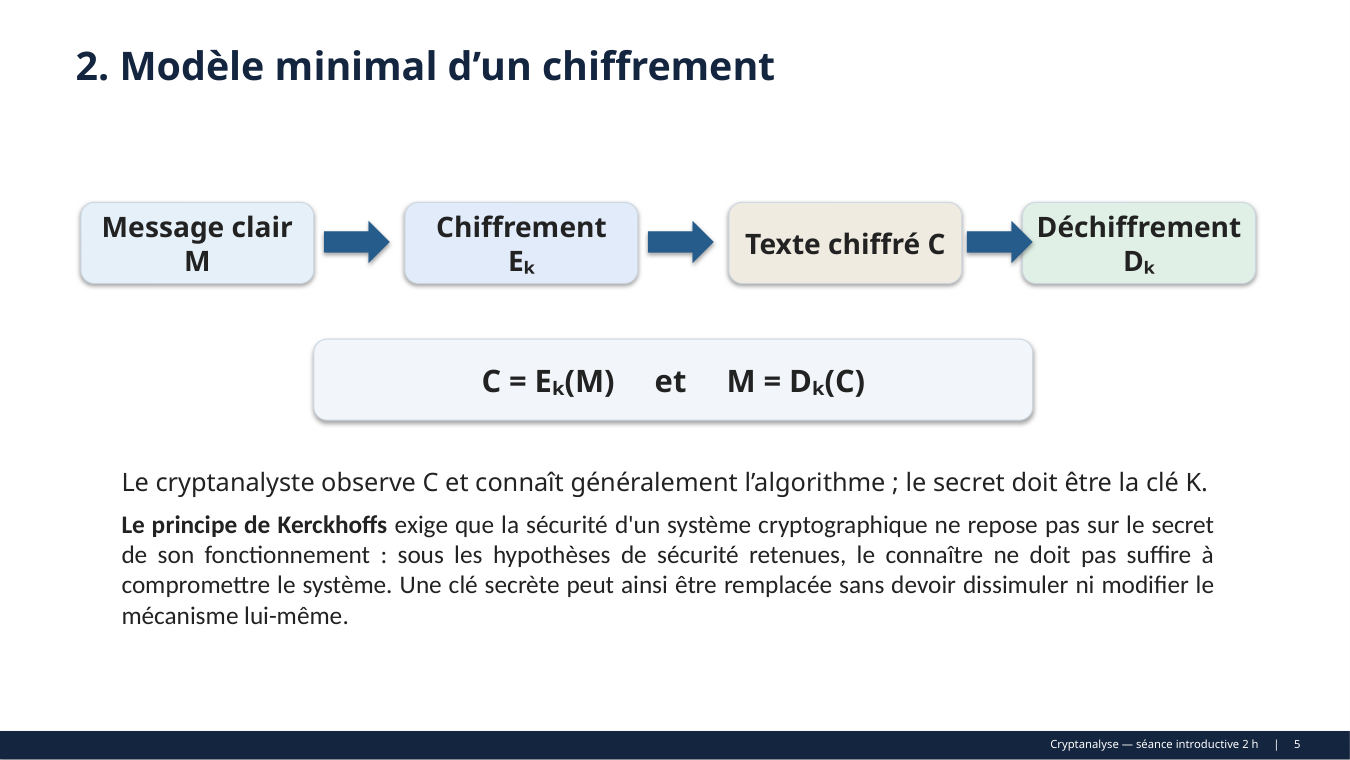 2. Modèle minimal d’un chiffrement
Message clair
M
Chiffrement
Eₖ
Texte chiffré C
Déchiffrement
Dₖ
C = Eₖ(M) et M = Dₖ(C)
Le cryptanalyste observe C et connaît généralement l’algorithme ; le secret doit être la clé K.
Le principe de Kerckhoffs exige que la sécurité d'un système cryptographique ne repose pas sur le secret
de son fonctionnement : sous les hypothèses de sécurité retenues, le connaître ne doit pas suffire à
compromettre le système. Une clé secrète peut ainsi être remplacée sans devoir dissimuler ni modifier le
mécanisme lui-même.
Cryptanalyse — séance introductive 2 h | 5